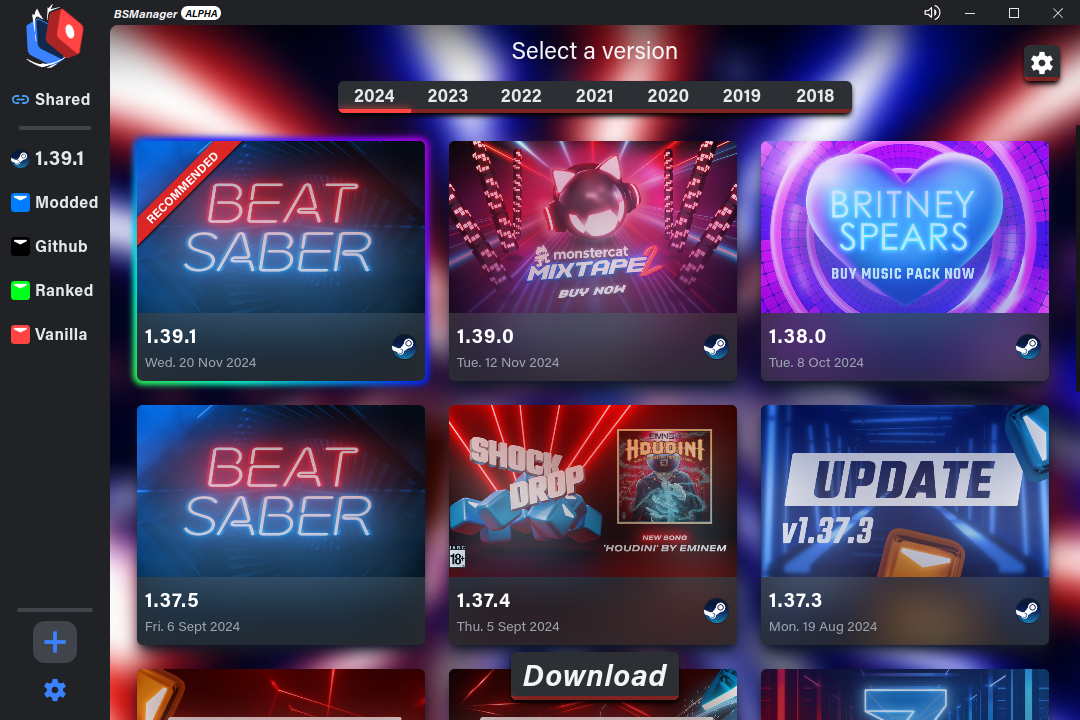 BSManager ALPHA
Select a version
2024 2023 2022 2021 2020 2019 2018
Shared
1.39.1
Modded
Github
Ranked
Vanilla
RECOMMENDED
BEAT
SABER
1.39.1
Wed. 20 Nov 2024
monstercat
MIXTAPE 2
BUY NOW
1.39.0
Tue. 12 Nov 2024
BRITNEY
SPEARS
BUY MUSIC PACK NOW
1.38.0
Tue. 8 Oct 2024
BEAT
SABER
1.37.5
Fri. 6 Sept 2024
SHOCK
DROP
HOUDINI
NEW SONG
'HOUDINI' BY EMINEM
18+
1.37.4
Thu. 5 Sept 2024
UPDATE
v1.37.3
1.37.3
Mon. 19 Aug 2024
Download